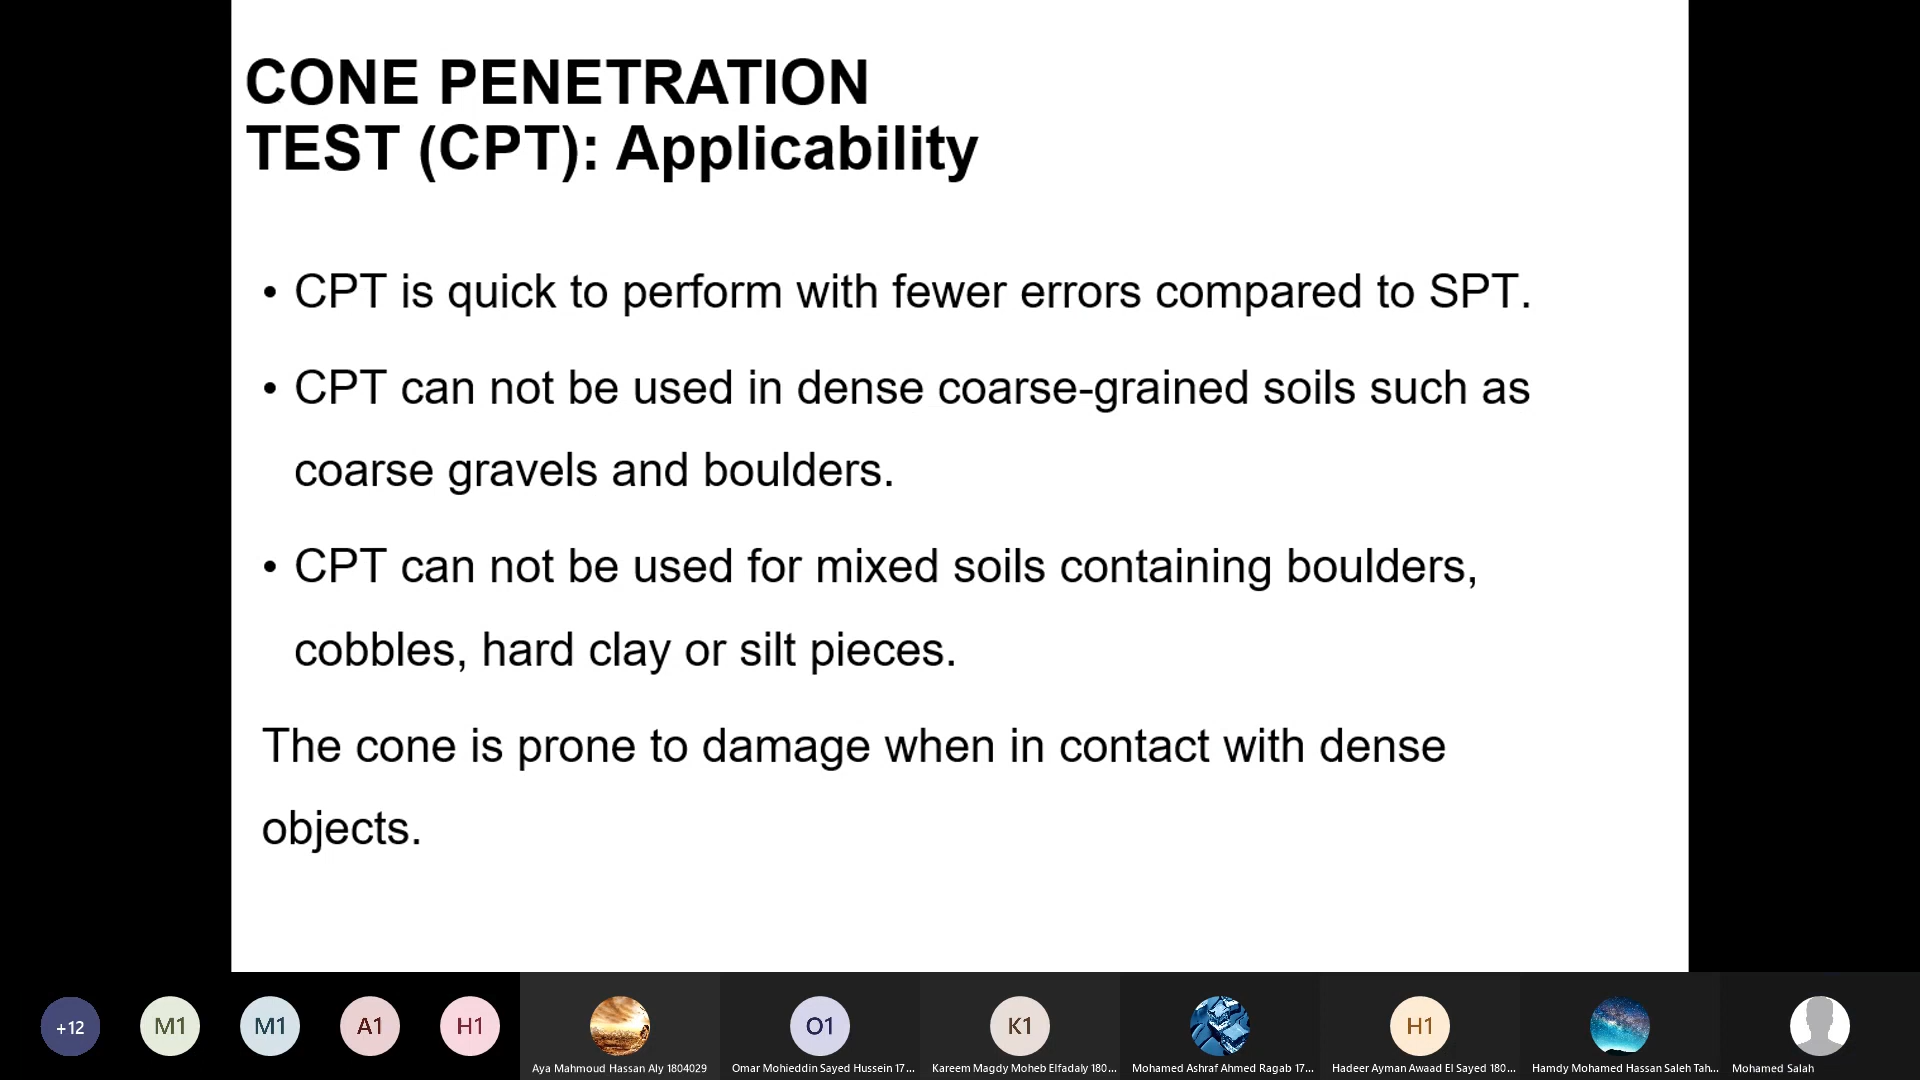 CONE PENETRATION
TEST (CPT): Applicability
• CPT is quick to perform with fewer errors compared to SPT.
• CPT can not be used in dense coarse-grained soils such as
coarse gravels and boulders.
• CPT can not be used for mixed soils containing boulders,
cobbles, hard clay or silt pieces.
The cone is prone to damage when in contact with dense
objects.
+12
M1
M1
A1
H1
O1
K1
H1
Aya Mahmoud Hassan Aly 1804029
Omar Mohieddin Sayed Hussein 17...
Kareem Magdy Moheb Elfadaly 180...
Mohamed Ashraf Ahmed Ragab 17...
Hadeer Ayman Awaad El Sayed 180...
Hamdy Mohamed Hassan Saleh Tah...
Mohamed Salah